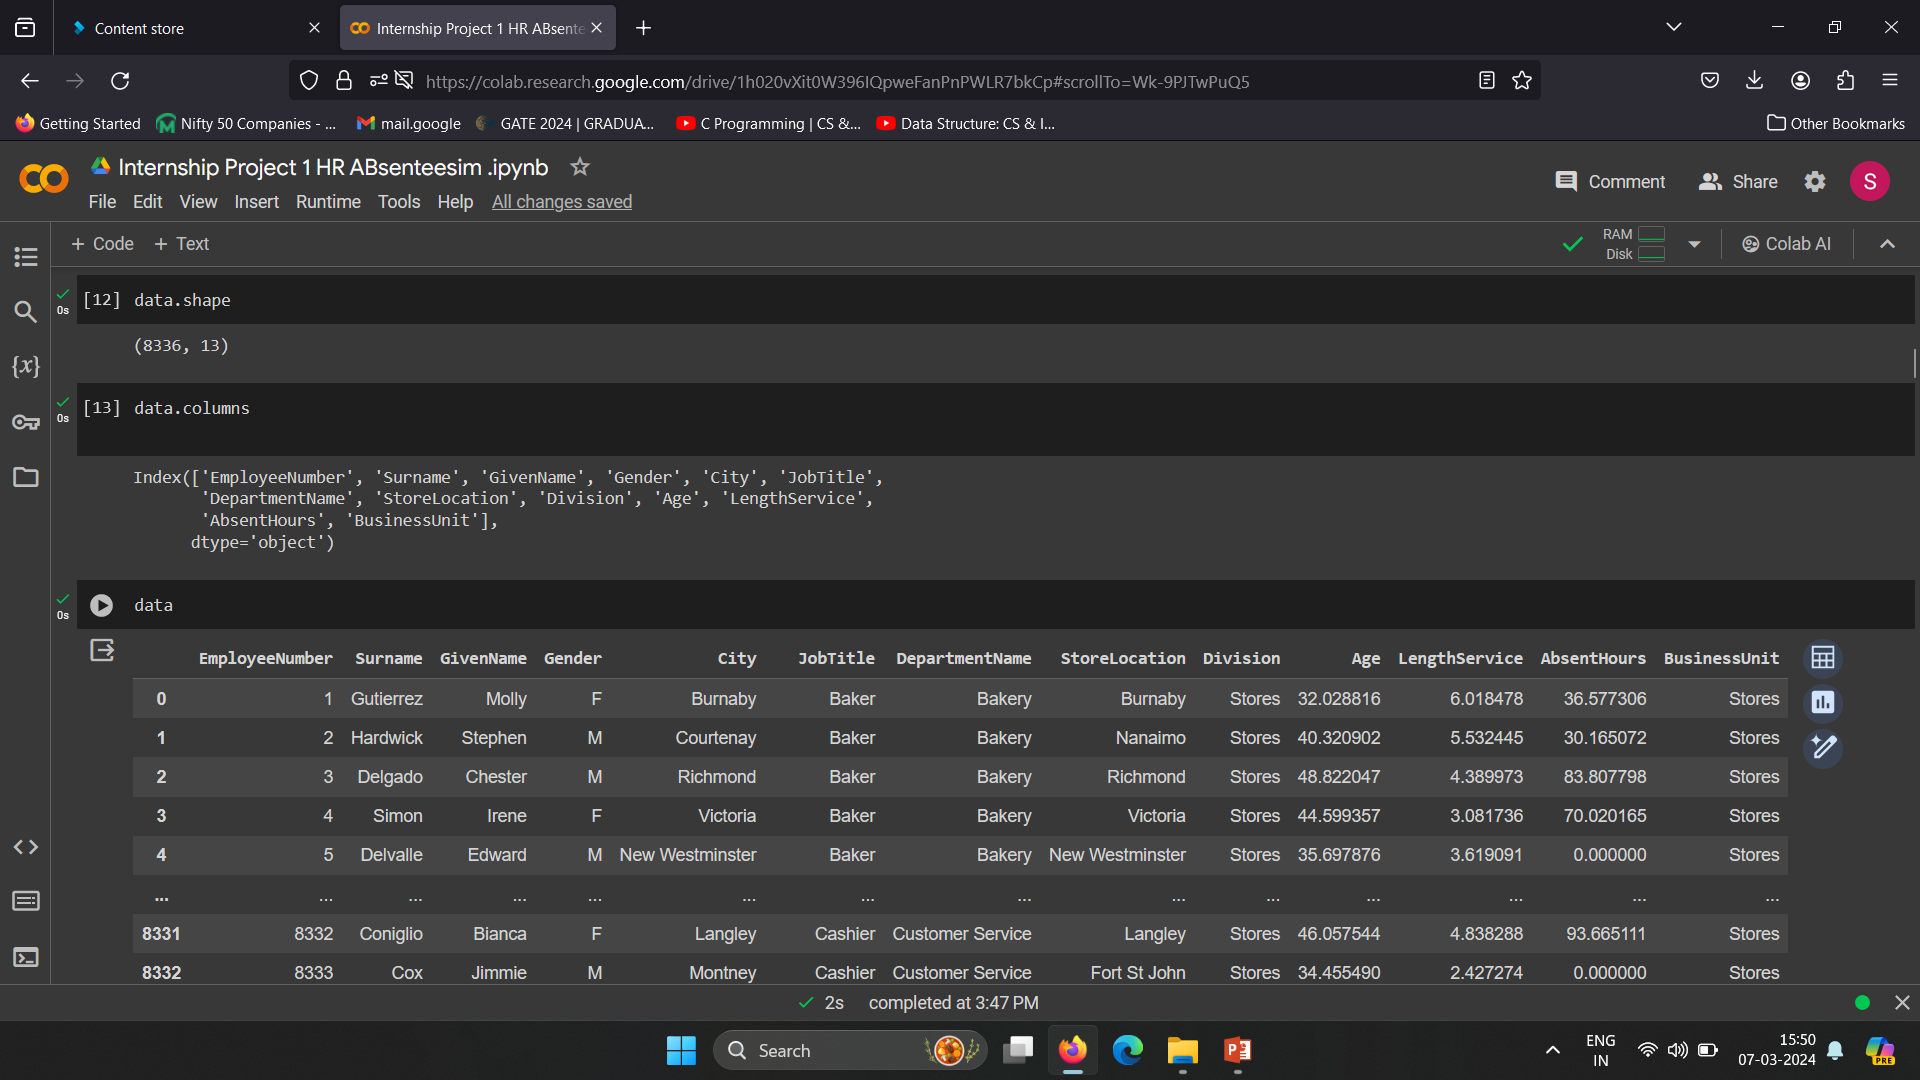 Content store
Internship Project 1 HR ABsente
https://colab.research.google.com/drive/1h020vXit0W396IQpweFanPnPWLR7bkCp#scrollTo=Wk-9PJTwPuQ5
Getting Started
Nifty 50 Companies - ...
mail.google
GATE 2024 | GRADUA...
C Programming | CS &...
Data Structure: CS & I...
Other Bookmarks
Internship Project 1 HR ABsenteesim .ipynb
Comment
Share
S
File Edit View Insert Runtime Tools Help All changes saved
+ Code + Text
RAM
Disk
Colab AI
[12] data.shape
0s
(8336, 13)
[13] data.columns
0s
Index(['EmployeeNumber', 'Surname', 'GivenName', 'Gender', 'City', 'JobTitle',
'DepartmentName', 'StoreLocation', 'Division', 'Age', 'LengthService',
'AbsentHours', 'BusinessUnit'],
dtype='object')
data
0s
EmployeeNumber Surname GivenName Gender City JobTitle DepartmentName StoreLocation Division Age LengthService AbsentHours BusinessUnit
0 1 Gutierrez Molly F Burnaby Baker Bakery Burnaby Stores 32.028816 6.018478 36.577306 Stores
1 2 Hardwick Stephen M Courtenay Baker Bakery Nanaimo Stores 40.320902 5.532445 30.165072 Stores
2 3 Delgado Chester M Richmond Baker Bakery Richmond Stores 48.822047 4.389973 83.807798 Stores
3 4 Simon Irene F Victoria Baker Bakery Victoria Stores 44.599357 3.081736 70.020165 Stores
4 5 Delvalle Edward M New Westminster Baker Bakery New Westminster Stores 35.697876 3.619091 0.000000 Stores
... ... ... ... ... ... ... ... ... ... ... ... ... ...
8331 8332 Coniglio Bianca F Langley Cashier Customer Service Langley Stores 46.057544 4.838288 93.665111 Stores
8332 8333 Cox Jimmie M Montney Cashier Customer Service Fort St John Stores 34.455490 2.427274 0.000000 Stores
2s completed at 3:47 PM
Search
ENG
IN
15:50
07-03-2024
PRE